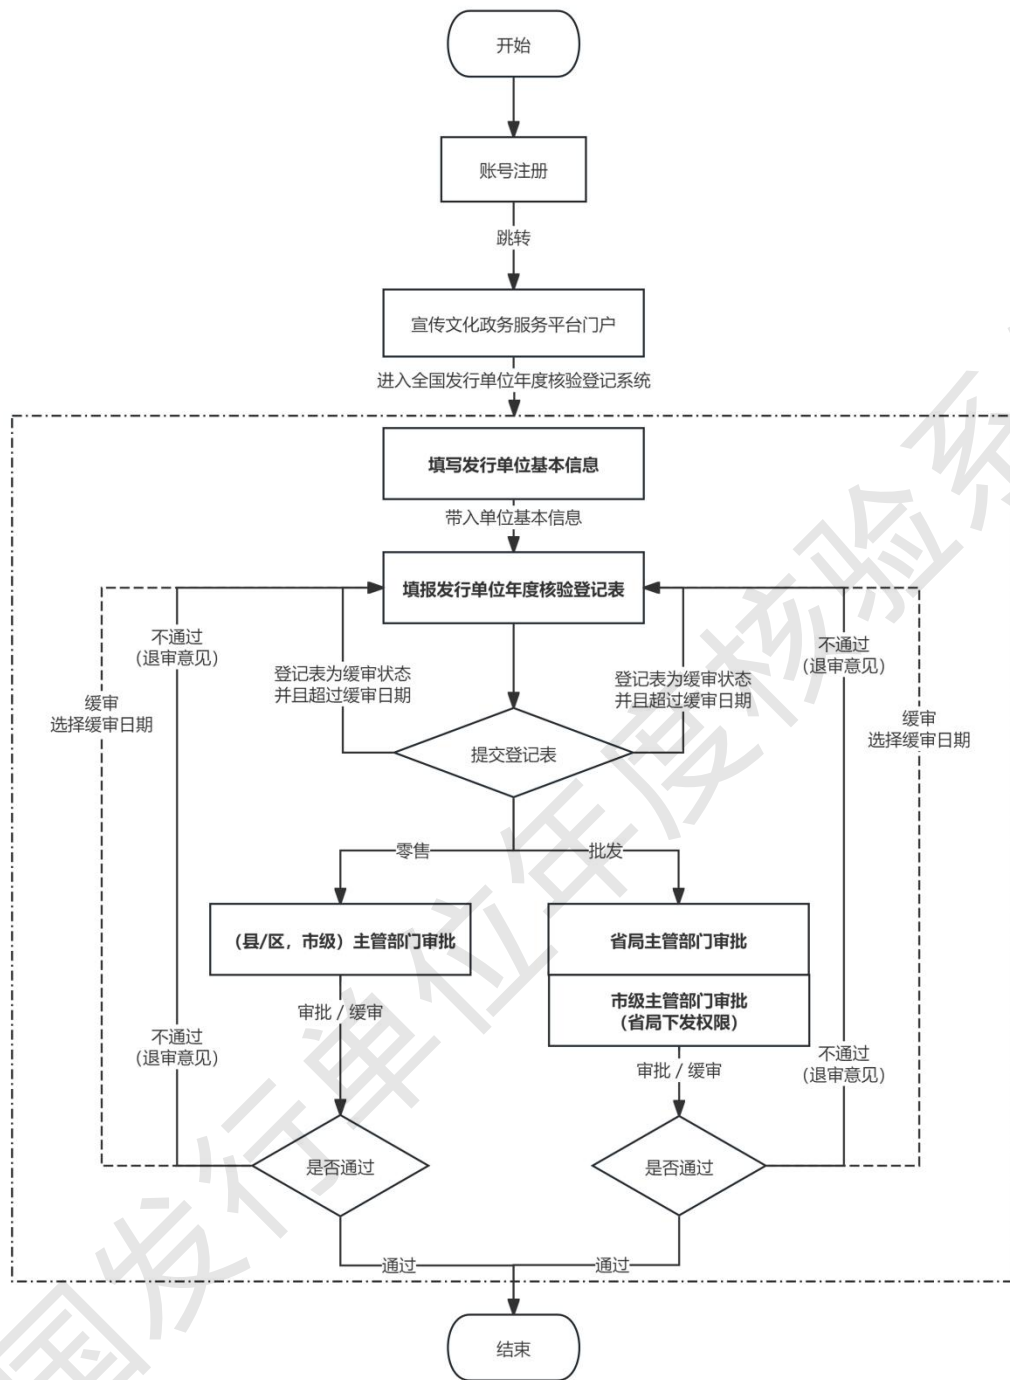 开始
账号注册
跳转
宣传文化政务服务平台门户
进入全国发行单位年度核验登记系统
填写发行单位基本信息
带入单位基本信息
填报发行单位年度核验登记表
不通过
（退审意见）
登记表为缓审状态
并且超过缓审日期
登记表为缓审状态
并且超过缓审日期
不通过
（退审意见）
缓审
选择缓审日期
缓审
选择缓审日期
提交登记表
零售
批发
（县/区，市级）主管部门审批
省局主管部门审批
市级主管部门审批
（省局下发权限）
审批 / 缓审
不通过
（退审意见）
不通过
（退审意见）
审批 / 缓审
是否通过
是否通过
通过
通过
结束
国发行单位年度核验系